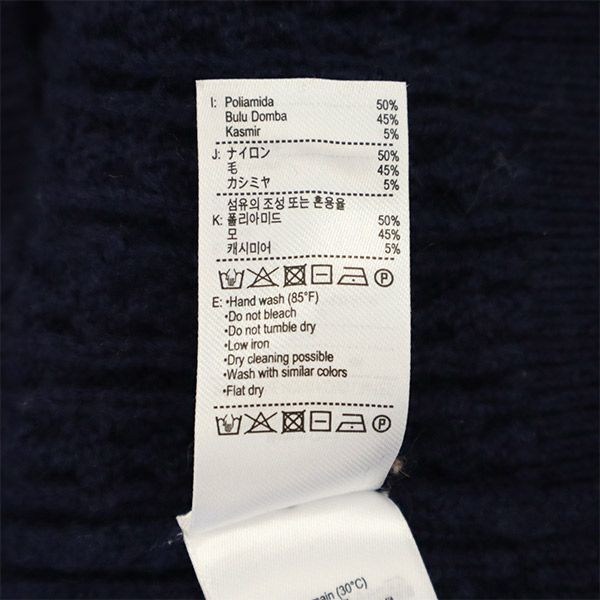 I: Poliamida 50%
Bulu Domba 45%
Kasmir 5%
J: ナイロン 50%
毛 45%
カシミヤ 5%
섬유의 조성 또는 혼용율
K: 폴리아미드 50%
모 45%
캐시미어 5%
P
E: •Hand wash (85°F)
•Do not bleach
•Do not tumble dry
•Low iron
•Dry cleaning possible
•Wash with similar colors
•Flat dry
P
(30°C)